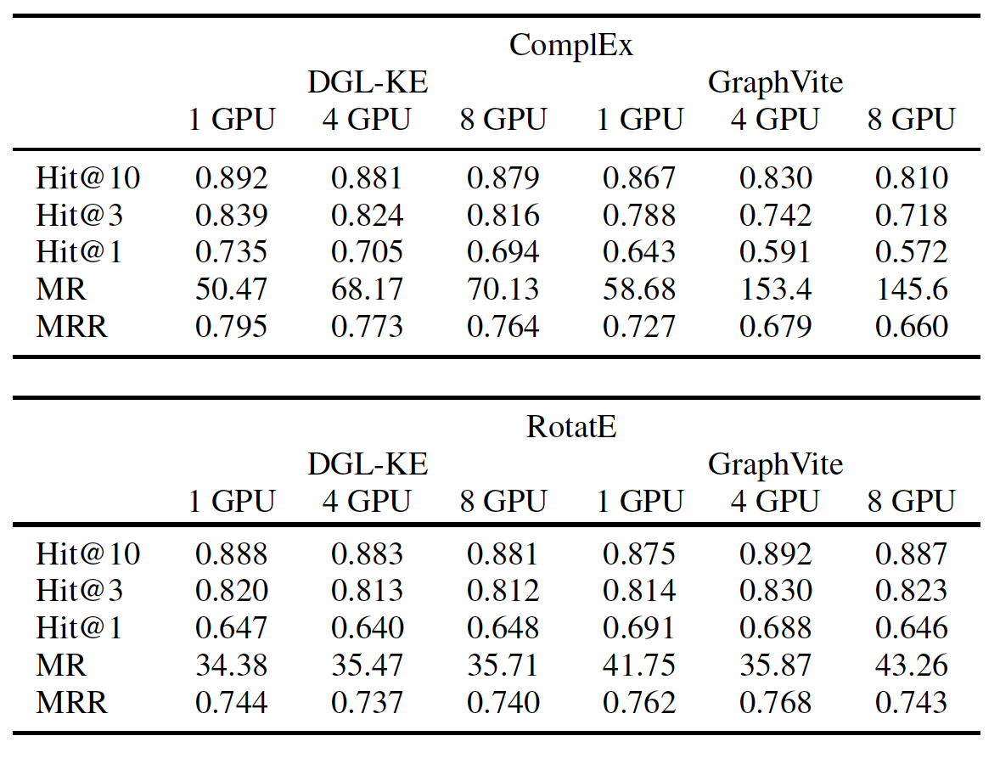 ComplEx
DGL-KE GraphVite
1 GPU 4 GPU 8 GPU 1 GPU 4 GPU 8 GPU
Hit@10 0.892 0.881 0.879 0.867 0.830 0.810
Hit@3 0.839 0.824 0.816 0.788 0.742 0.718
Hit@1 0.735 0.705 0.694 0.643 0.591 0.572
MR 50.47 68.17 70.13 58.68 153.4 145.6
MRR 0.795 0.773 0.764 0.727 0.679 0.660
RotatE
DGL-KE GraphVite
1 GPU 4 GPU 8 GPU 1 GPU 4 GPU 8 GPU
Hit@10 0.888 0.883 0.881 0.875 0.892 0.887
Hit@3 0.820 0.813 0.812 0.814 0.830 0.823
Hit@1 0.647 0.640 0.648 0.691 0.688 0.646
MR 34.38 35.47 35.71 41.75 35.87 43.26
MRR 0.744 0.737 0.740 0.762 0.768 0.743